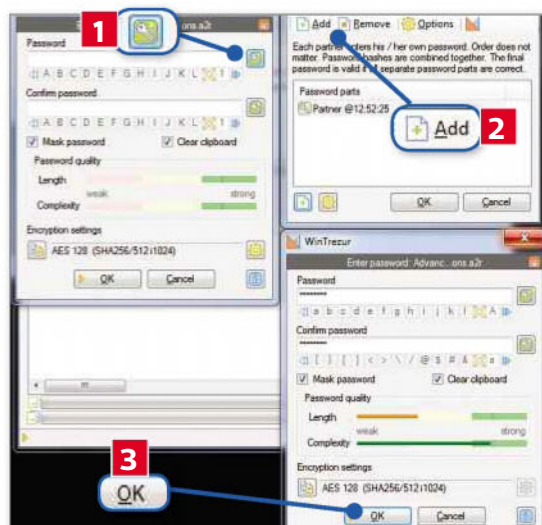 1
ons a2r
Password
A B C D E F G H I J K L 1
Confirm password
A B C D E F G H I J K L 1
Mask password
Clear clipboard
Password quality
Length
weak
strong
Complexity
Encryption settings
AES 128 (SHA256/512 i1024)
OK
Cancel
Add
Remove
Options
Each partner enters his / her own password. Order does not
matter. Password hashes are combined together. The final
password is valid if separate password parts are correct.
Password parts
Partner @12:52:25
Add
2
OK
Cancel
WinTrezur
Enter password: Advanc...ons.a2r
Password
********
a b c d e f g h i j k l A
Confirm password
********
( ) { } [ ] < > \ / @ $ # & a
Mask password
Clear clipboard
Password quality
Length
weak
strong
Complexity
Encryption settings
AES 128 (SHA256/512 i1024)
OK
Cancel
3
OK